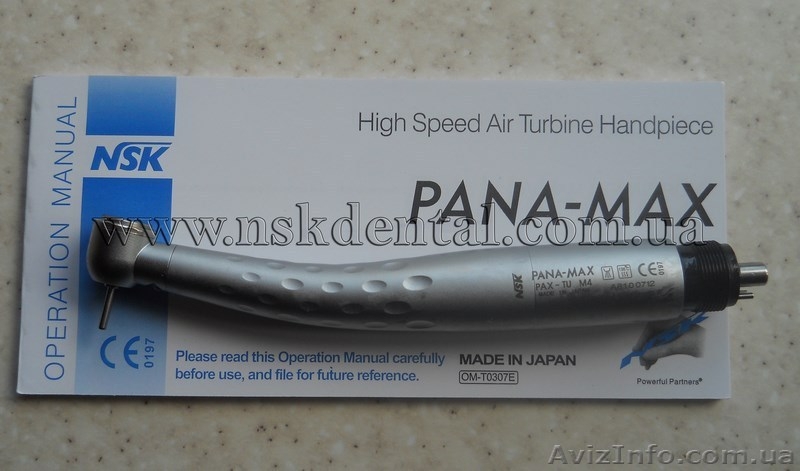 OPERATION MANUAL
NSK
High Speed Air Turbine Handpiece
PANA-MAX
www.nskdental.com.ua
NSK
PANA-MAX
PAX-TU M4
CE 0197
CE 0197
Please read this Operation Manual carefully
before use, and file for future reference.
MADE IN JAPAN
OM-T0307E
Powerful Partners®
AvizInfo.com.ua